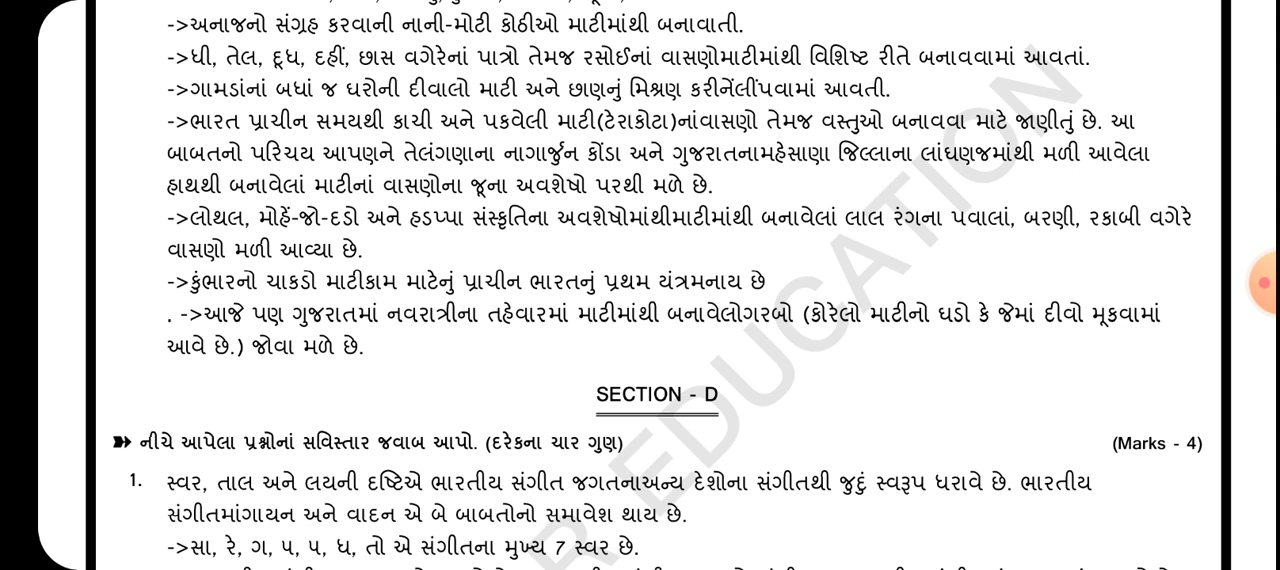 ->અનાજનો સંગ્રહ કરવાની નાની-મોટી કોઠીઓ માટીમાંથી બનાવાતી.
->ધી, તેલ, દૂધ, દહીં, છાસ વગેરેનાં પાત્રો તેમજ રસોઈનાં વાસણોમાટીમાંથી વિશિષ્ટ રીતે બનાવવામાં આવતાં.
->ગામડાંનાં બધાં જ ઘરોની દીવાલો માટી અને છાણનું મિશ્રણ કરીનેંલીંપવામાં આવતી.
->ભારત પ્રાચીન સમયથી કાચી અને પકવેલી માટી(ટેરાકોટા)નાંવાસણો તેમજ વસ્તુઓ બનાવવા માટે જાણીતું છે. આ
બાબતનો પરિચય આપણને તેલંગણાના નાગાર્જુન કોંડા અને ગુજરાતનામહેસાણા જિલ્લાના લાંઘણજમાંથી મળી આવેલા
હાથથી બનાવેલાં માટીનાં વાસણોના જૂના અવશેષો પરથી મળે છે.
->લોથલ, મોહેં-જો-દડો અને હડપ્પા સંસ્કૃતિના અવશેષોમાંથીમાટીમાંથી બનાવેલાં લાલ રંગના પવાલાં, બરણી, રકાબી વગેરે
વાસણો મળી આવ્યા છે.
->કુંભારનો ચાકડો માટીકામ માટેનું પ્રાચીન ભારતનું પ્રથમ યંત્રમનાય છે
. ->આજે પણ ગુજરાતમાં નવરાત્રીના તહેવારમાં માટીમાંથી બનાવેલોગરબો (કોરેલો માટીનો ઘડો કે જેમાં દીવો મૂકવામાં
આવે છે.) જોવા મળે છે.
SECTION - D
➽ નીચે આપેલા પ્રશ્નોનાં સવિસ્તાર જવાબ આપો. (દરેકના ચાર ગુણ) (Marks - 4)
1. સ્વર, તાલ અને લયની દૃષ્ટિએ ભારતીય સંગીત જગતનાઅન્ય દેશોના સંગીતથી જુદું સ્વરૂપ ધરાવે છે. ભારતીય
સંગીતમાંગાયન અને વાદન એ બે બાબતોનો સમાવેશ થાય છે.
->સા, રે, ગ, ૫, ૫, ધ, તો એ સંગીતના મુખ્ય 7 સ્વર છે.
R EDUCATION